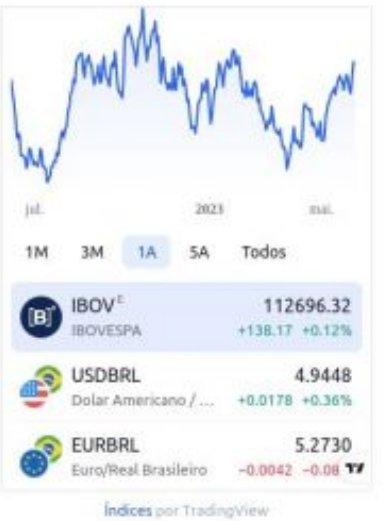 jul. 2023 mai.
1M 3M 1A 5A Todos
[B]
IBOV E 112696.32
IBOVESPA +138.17 +0.12%
USDBRL 4.9448
Dolar Americano / ... +0.0178 +0.36%
EURBRL 5.2730
Euro/Real Brasileiro -0.0042 -0.08
Índices por TradingView